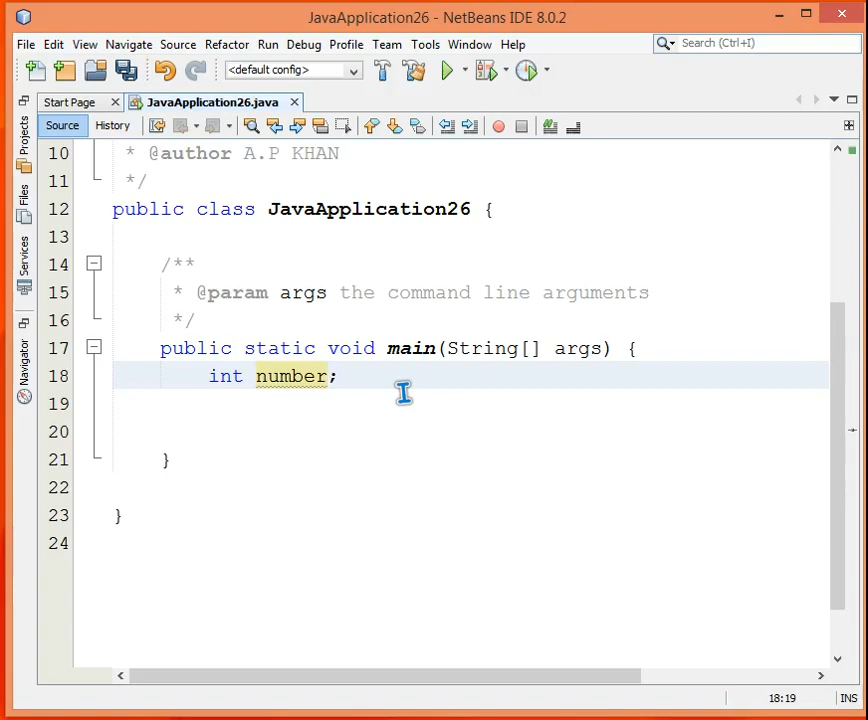 JavaApplication26 - NetBeans IDE 8.0.2
File Edit View Navigate Source Refactor Run Debug Profile Team Tools Window Help
Search (Ctrl+I)
<default config>
Start Page
JavaApplication26.java
Source History
Projects
Files
Services
Navigator
10 * @author A.P KHAN
11 */
12 public class JavaApplication26 {
13
14 /**
15 * @param args the command line arguments
16 */
17 public static void main(String[] args) {
18 int number;
19
20
21 }
22
23 }
24
18:19 INS